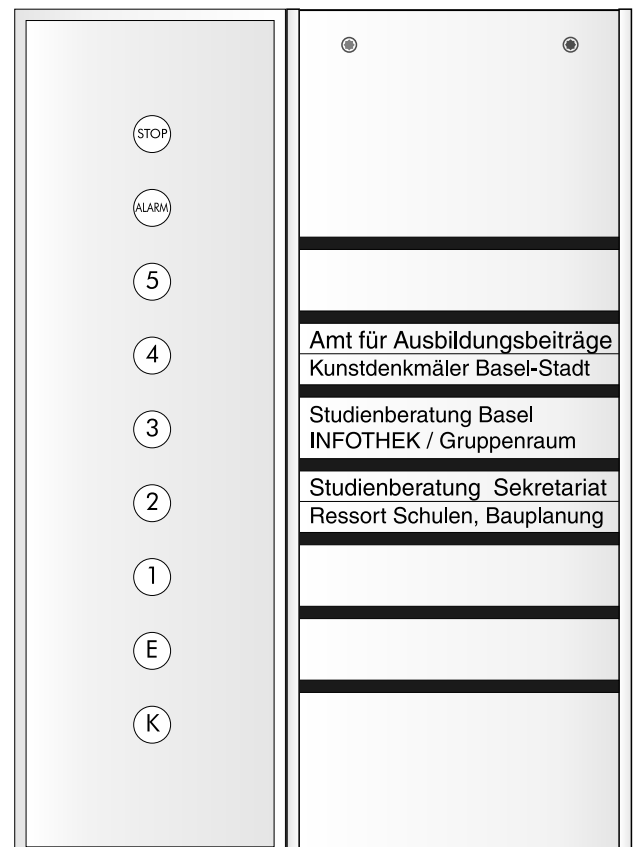 STOP
ALARM
5
4
Amt für Ausbildungsbeiträge
Kunstdenkmäler Basel-Stadt
3
Studienberatung Basel
INFOTHEK / Gruppenraum
2
Studienberatung Sekretariat
Ressort Schulen, Bauplanung
1
E
K